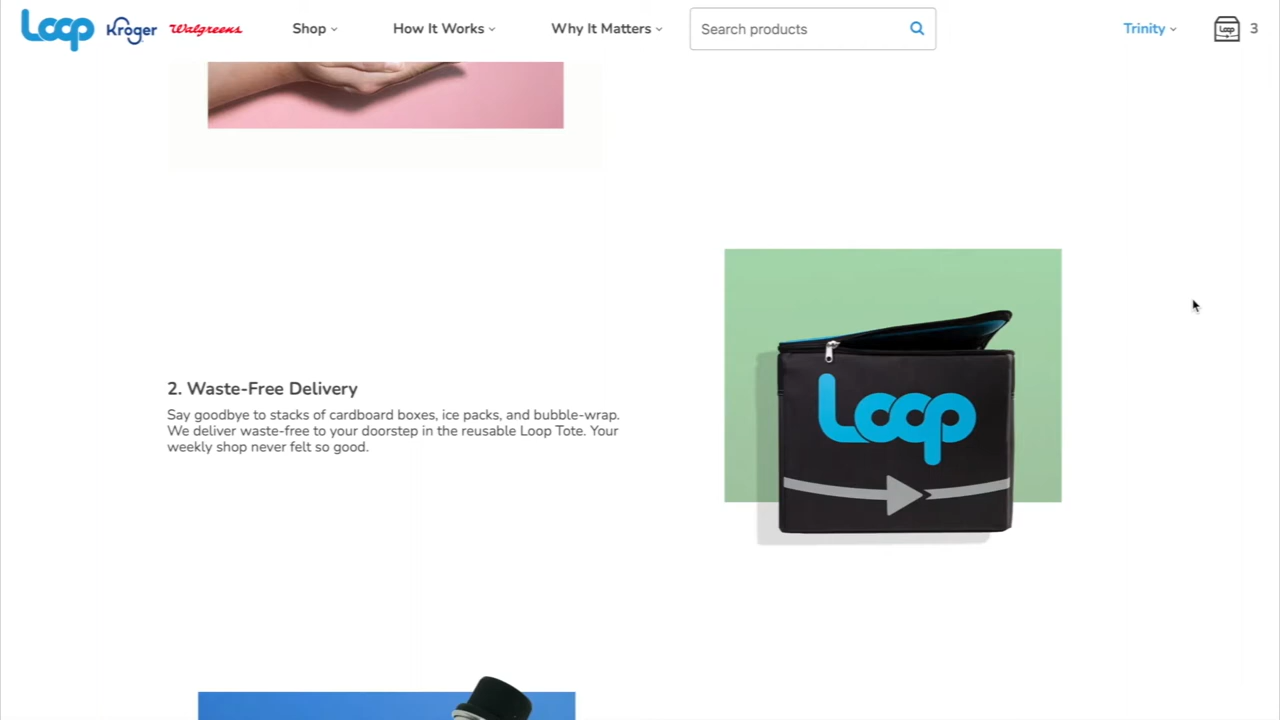 Loop Kroger Walgreens Shop How It Works Why It Matters Search products Trinity Loop 3
2. Waste-Free Delivery
Say goodbye to stacks of cardboard boxes, ice packs, and bubble-wrap.
We deliver waste-free to your doorstep in the reusable Loop Tote. Your
weekly shop never felt so good.
Loop